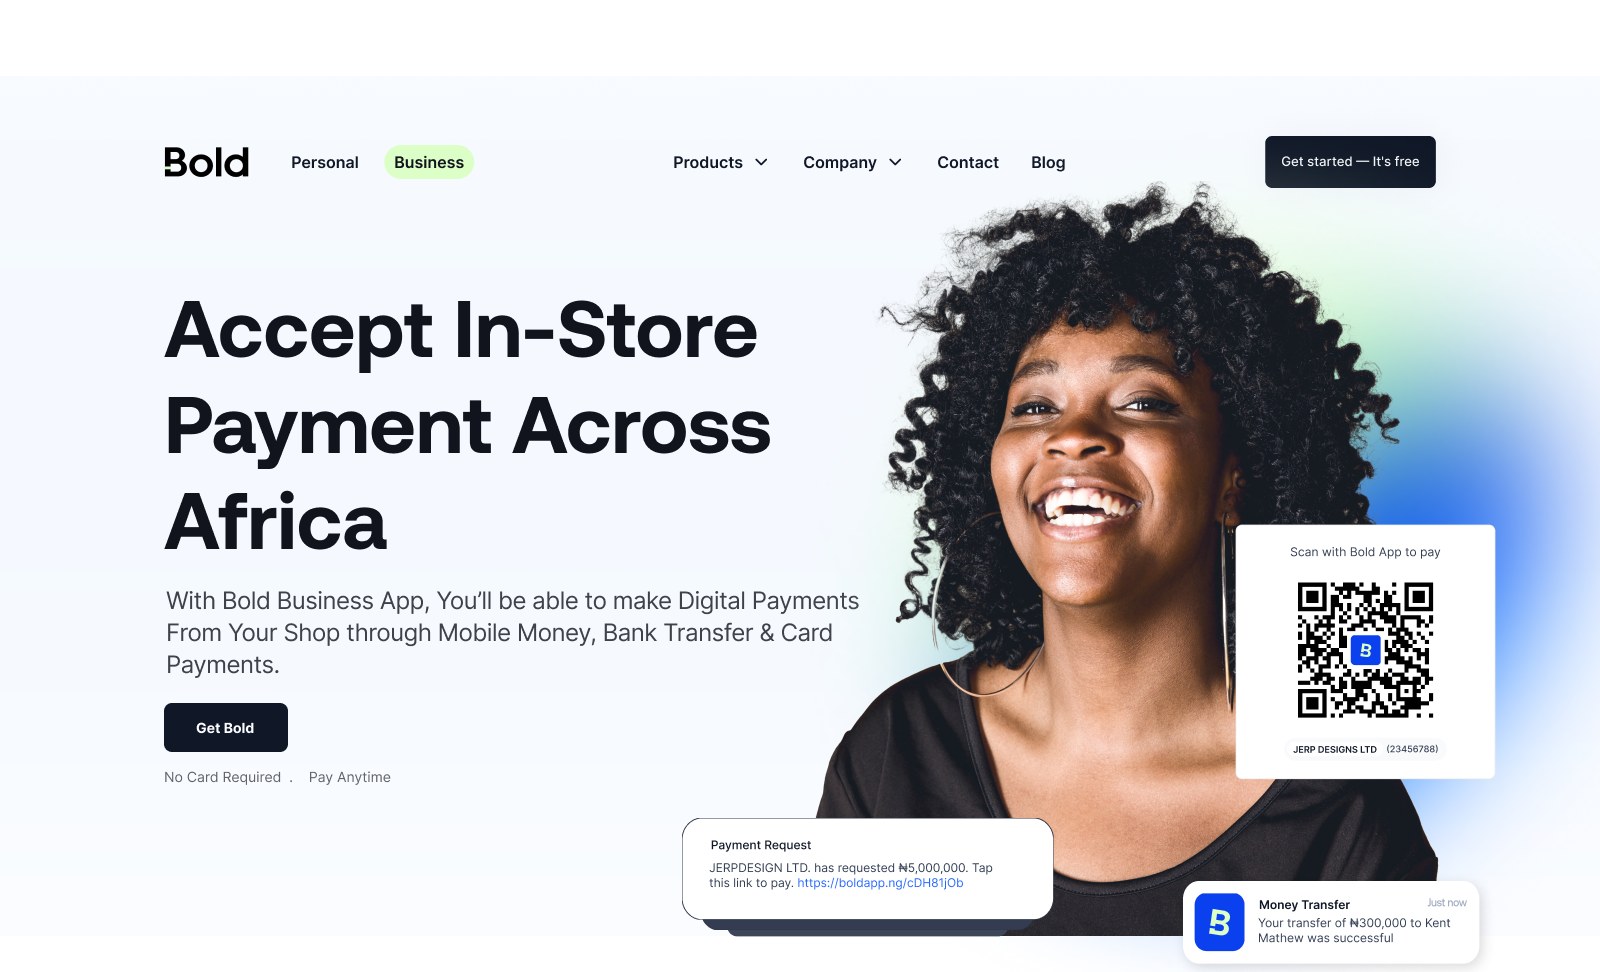 Bold
Personal
Business
Products
Company
Contact
Blog
Get started — It's free
Accept In-Store
Payment Across
Africa
With Bold Business App, You’ll be able to make Digital Payments
From Your Shop through Mobile Money, Bank Transfer & Card
Payments.
Get Bold
No Card Required . Pay Anytime
Scan with Bold App to pay
B
JERP DESIGNS LTD (23456788)
Payment Request
JERPDESIGN LTD. has requested ₦5,000,000. Tap
this link to pay. https://boldapp.ng/cDH81jOb
B
Money Transfer
Just now
Your transfer of ₦300,000 to Kent
Mathew was successful